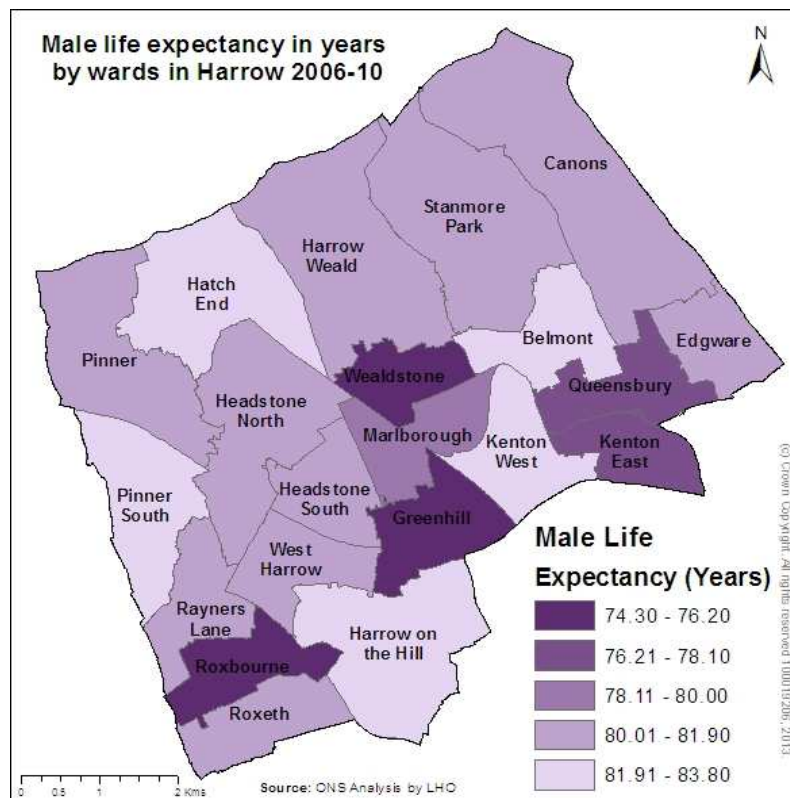 Male life expectancy in years
by wards in Harrow 2006-10
N
Canons
Stanmore
Park
Harrow
Weald
Hatch
End
Pinner
Belmont
Edgware
Wealdstone
Queensbury
Headstone
North
Marlborough
Kenton
West
Kenton
East
Pinner
South
Headstone
South
Greenhill
West
Harrow
Rayners
Lane
Harrow on
the Hill
Roxbourne
Roxeth
Male Life
Expectancy (Years)
74.30 - 76.20
76.21 - 78.10
78.11 - 80.00
80.01 - 81.90
81.91 - 83.80
0 0.5 1 2 Kms
Source: ONS Analysis by LHO
(c) Crown Copyright. All rights reserved 100019206, 2013.